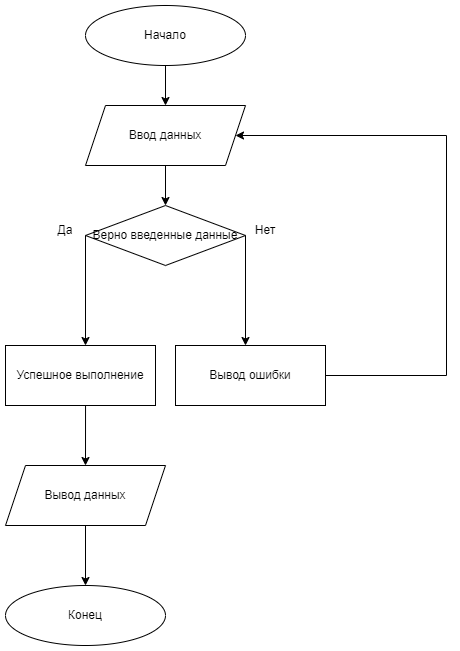 Начало
Ввод данных
Да
Верно введенные данные
Нет
Успешное выполнение
Вывод ошибки
Вывод данных
Конец